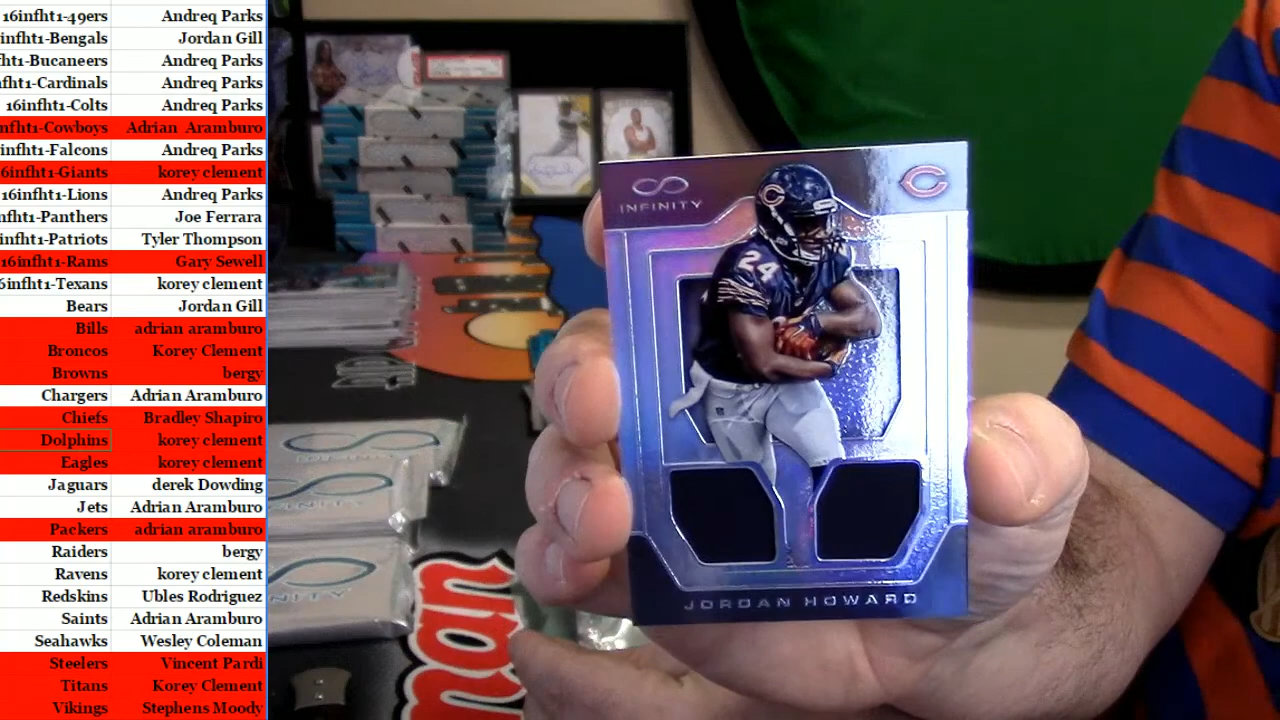 16infht1-49ers Andreq Parks
infht1-Bengals Jordan Gill
fht1-Bucaneers Andreq Parks
nfht1-Cardinals Andreq Parks
16infht1-Colts Andreq Parks
nfht1-Cowboys Adrian Aramburo
infht1-Falcons Andreq Parks
6infht1-Giants korey clement
16infht1-Lions Andreq Parks
nfht1-Panthers Joe Ferrara
infht1-Patriots Tyler Thompson
16infht1-Rams Gary Sewell
6infht1-Texans korey clement
Bears Jordan Gill
Bills adrian aramburo
Broncos Korey Clement
Browns bergy
Chargers Adrian Aramburo
Chiefs Bradley Shapiro
Dolphins korey clement
Eagles korey clement
Jaguars derek Dowding
Jets Adrian Aramburo
Packers adrian aramburo
Raiders bergy
Ravens korey clement
Redskins Ubles Rodriguez
Saints Adrian Aramburo
Seahawks Wesley Coleman
Steelers Vincent Pardi
Titans Korey Clement
Vikings Stephens Moody
INFINITY
C
24
JORDAN HOWARD